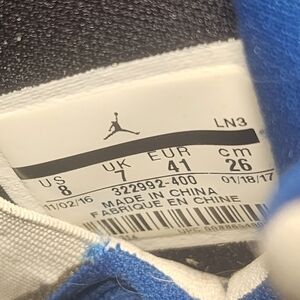 LN3
US UK EUR cm
8 7 41 26
322992-400
11/02/16 01/18/17
MADE IN CHINA
FABRIQUE EN CHINE